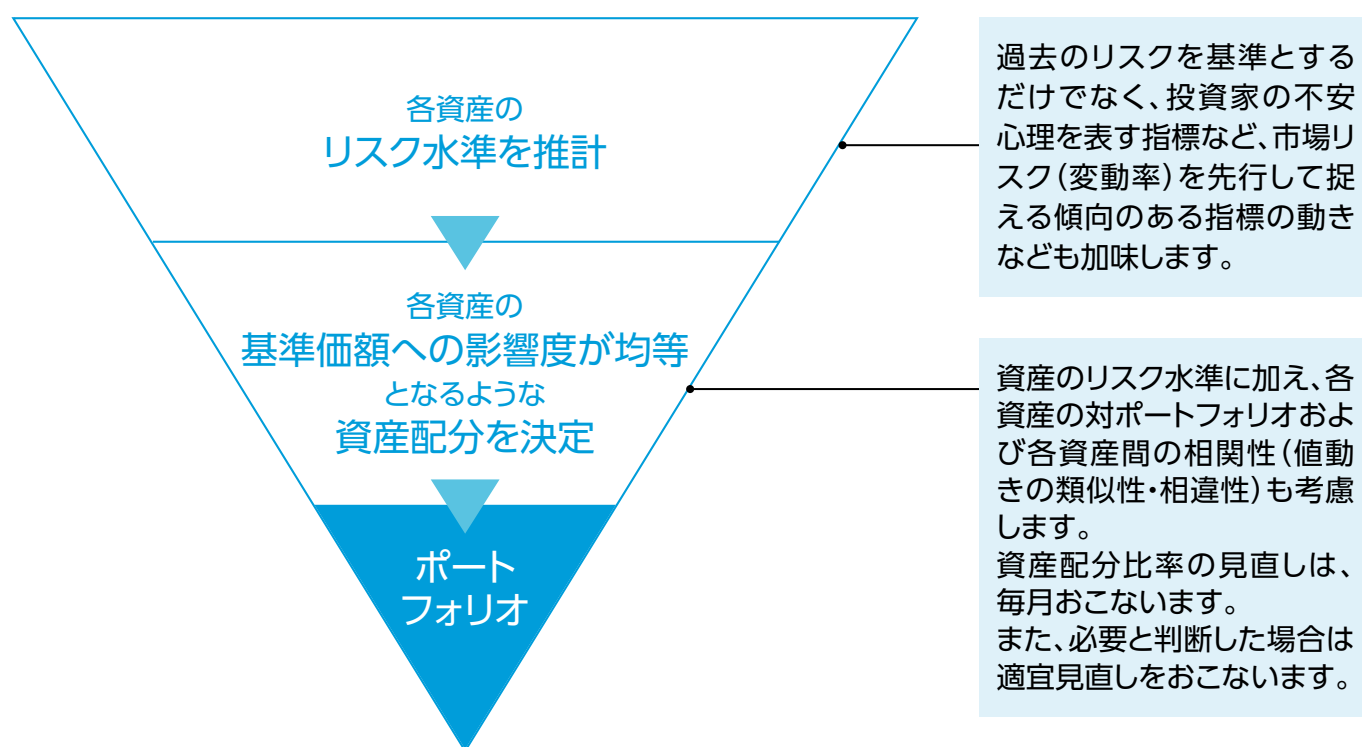 各資産の
リスク水準を推計
各資産の
基準価額への影響度が均等
となるような
資産配分を決定
ポート
フォリオ
過去のリスクを基準とする
だけでなく、投資家の不安
心理を表す指標など、市場リ
スク(変動率)を先行して捉
える傾向のある指標の動き
なども加味します。
資産のリスク水準に加え、各
資産の対ポートフォリオおよ
び各資産間の相関性(値動
きの類似性・相違性)も考慮
します。
資産配分比率の見直しは、
毎月おこないます。
また、必要と判断した場合は
適宜見直しをおこないます。